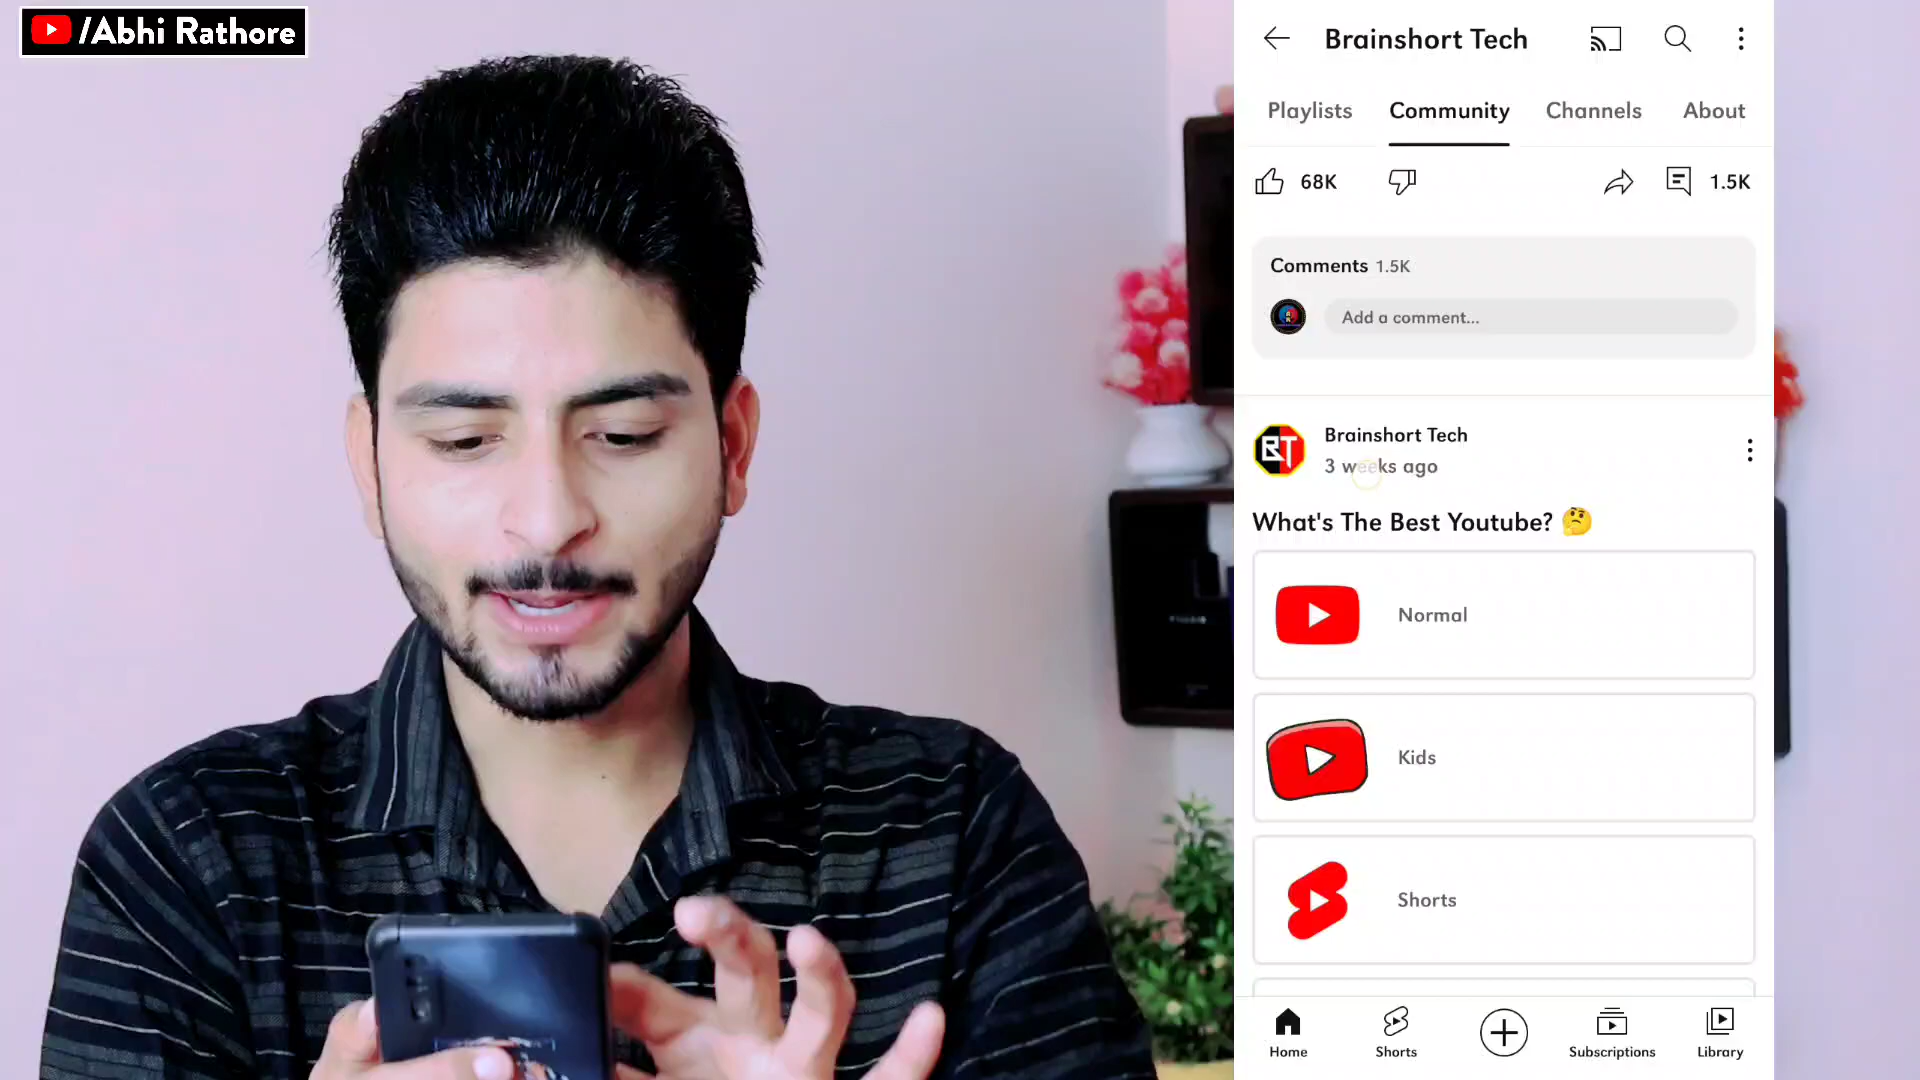 /Abhi Rathore
Brainshort Tech
Playlists Community Channels About
68K 1.5K
Comments 1.5K
Add a comment...
BT Brainshort Tech
3 weeks ago
What's The Best Youtube? 🤔
Normal
Kids
Shorts
Home Shorts Subscriptions Library